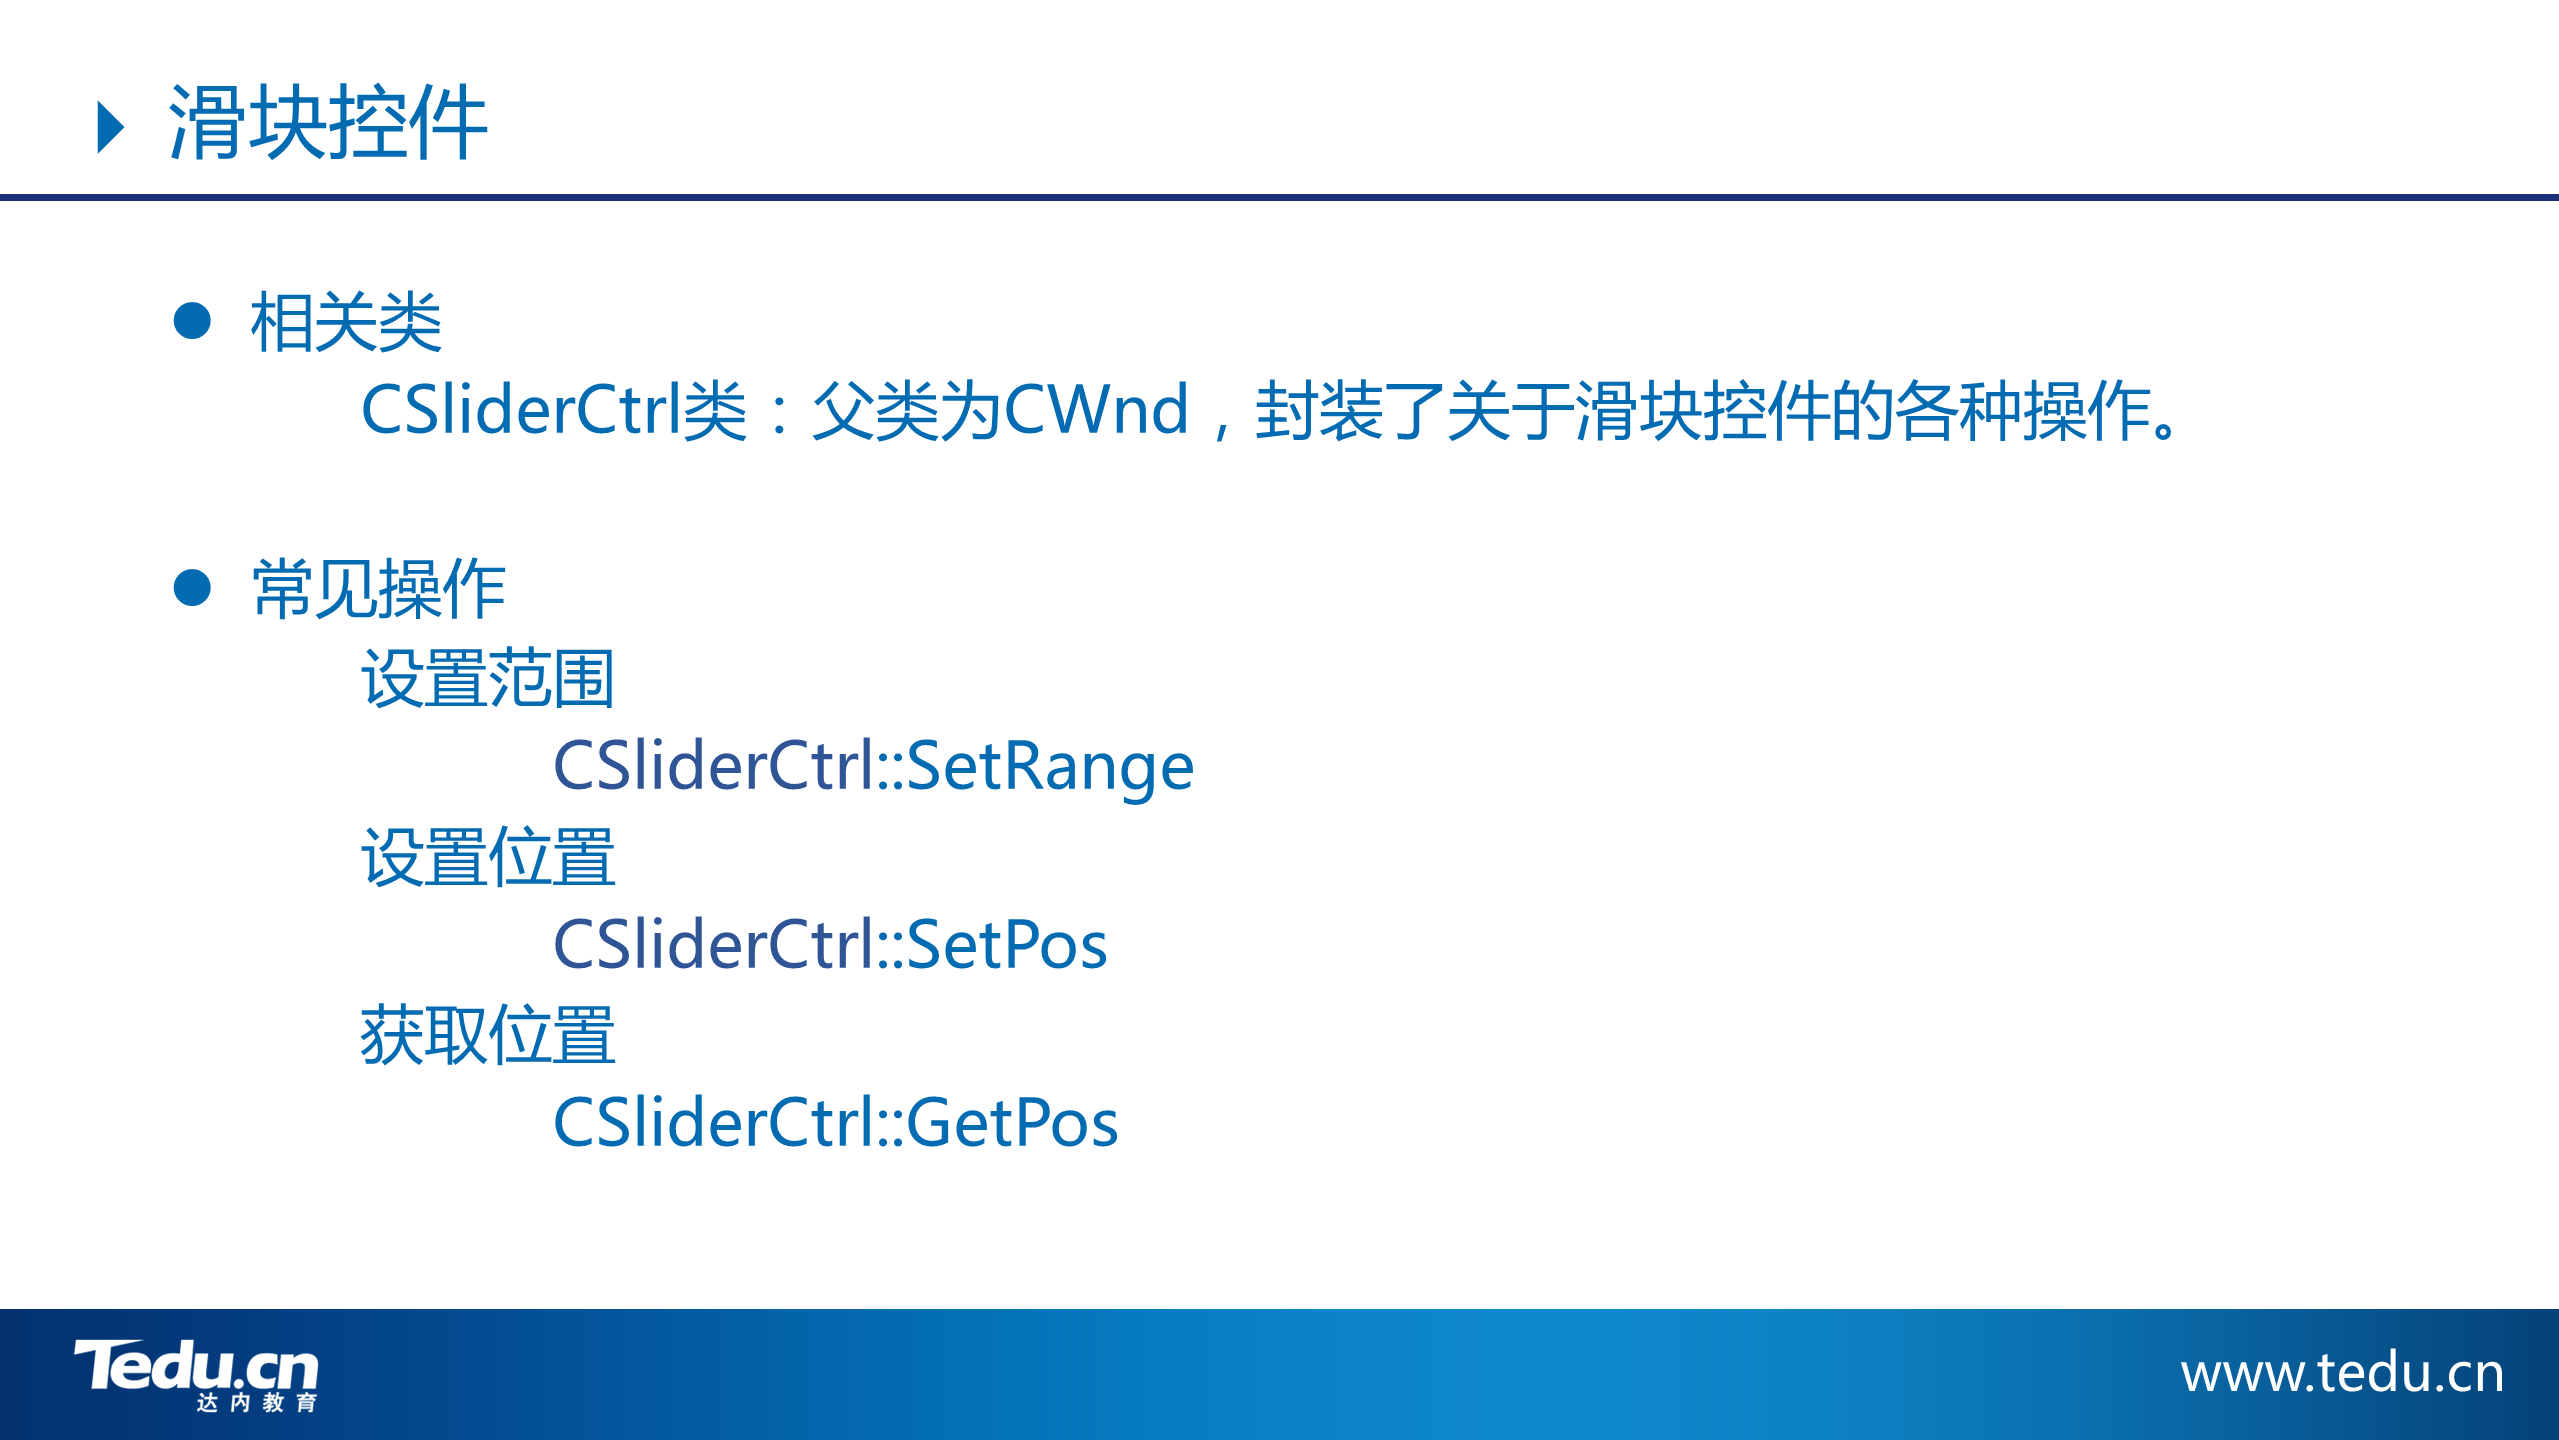 滑块控件
相关类
CSliderCtrl类：父类为CWnd，封装了关于滑块控件的各种操作。
常见操作
设置范围
CSliderCtrl::SetRange
设置位置
CSliderCtrl::SetPos
获取位置
CSliderCtrl::GetPos
Tedu.cn
达内教育
www.tedu.cn